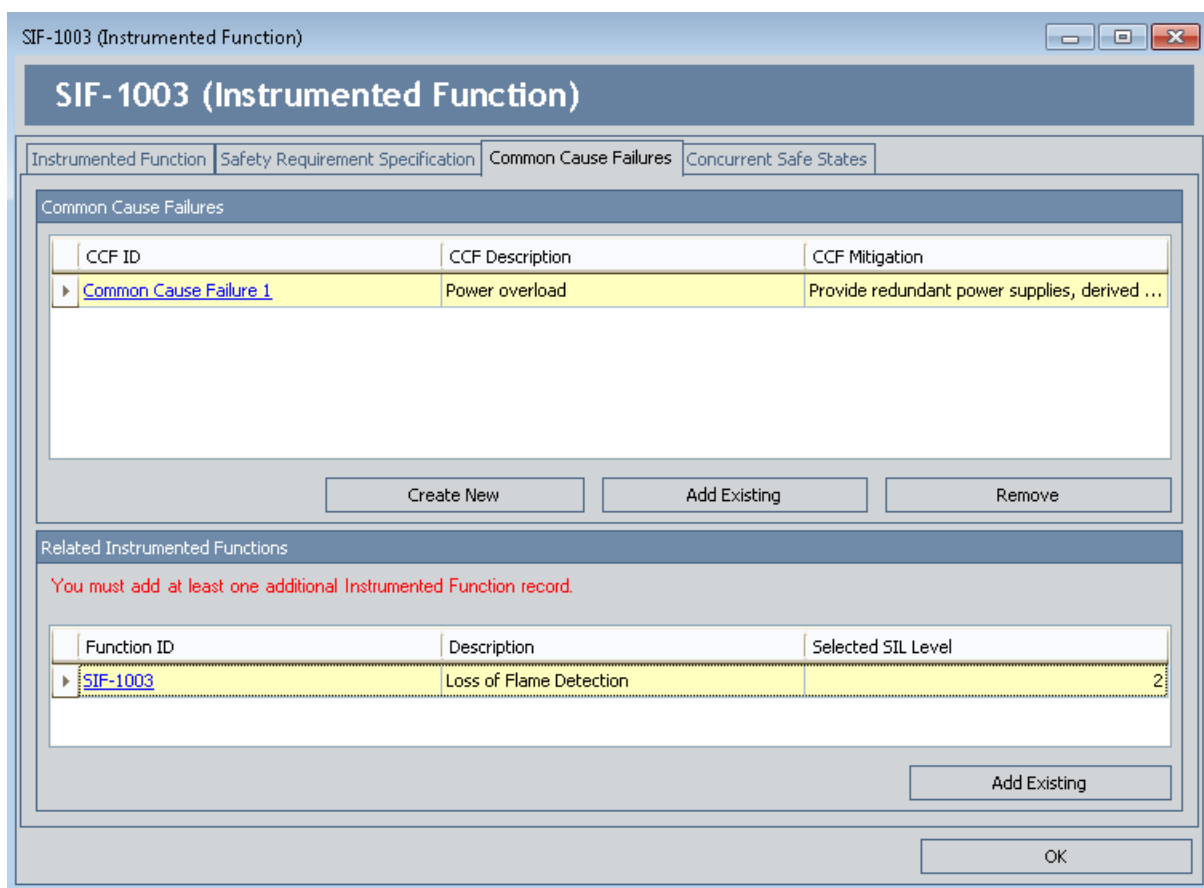 SIF-1003 (Instrumented Function)
SIF-1003 (Instrumented Function)
Instrumented Function Safety Requirement Specification Common Cause Failures Concurrent Safe States
Common Cause Failures
CCF ID CCF Description CCF Mitigation
Common Cause Failure 1 Power overload Provide redundant power supplies, derived ...
Create New Add Existing Remove
Related Instrumented Functions
You must add at least one additional Instrumented Function record.
Function ID Description Selected SIL Level
SIF-1003 Loss of Flame Detection 2
Add Existing
OK